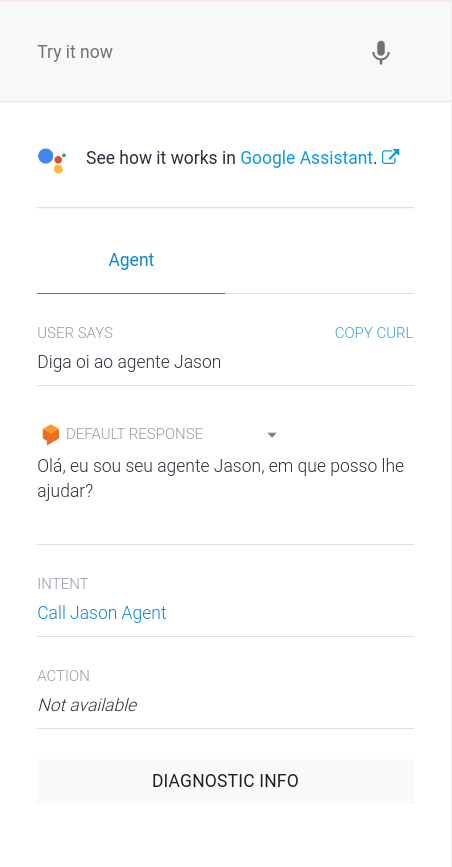 Try it now
See how it works in Google Assistant.
Agent
USER SAYS COPY CURL
Diga oi ao agente Jason
DEFAULT RESPONSE
Olá, eu sou seu agente Jason, em que posso lhe
ajudar?
INTENT
Call Jason Agent
ACTION
Not available
DIAGNOSTIC INFO